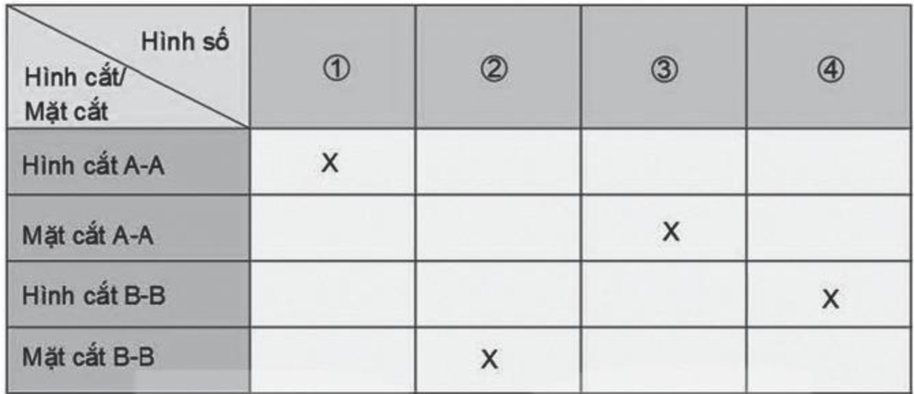 Hình số
Hình cắt/
Mặt cắt
① ② ③ ④
Hình cắt A-A X
Mặt cắt A-A X
Hình cắt B-B X
Mặt cắt B-B X